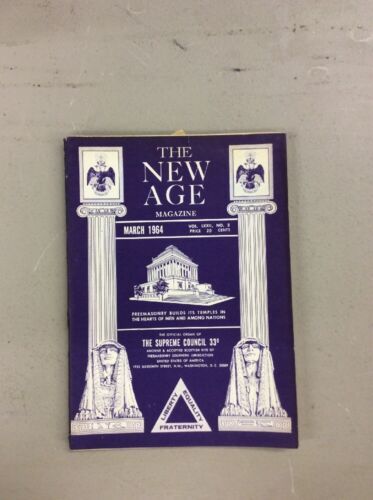 THE
NEW
AGE
MAGAZINE
MARCH 1964
VOL. LXXII, NO. 3
PRICE 20 CENTS
FREEMASONRY BUILDS ITS TEMPLES IN
THE HEARTS OF MEN AND AMONG NATIONS
THE OFFICIAL ORGAN OF
THE SUPREME COUNCIL 33°
ANCIENT & ACCEPTED SCOTTISH RITE OF
FREEMASONRY SOUTHERN JURISDICTION
UNITED STATES OF AMERICA
1733 SIXTEENTH STREET, N.W., WASHINGTON, D.C. 20009
LIBERTY
EQUALITY
FRATERNITY